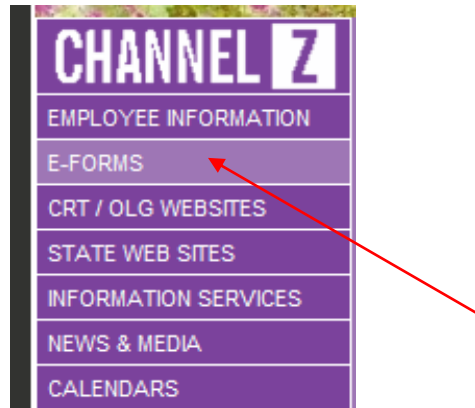 CHANNEL Z
EMPLOYEE INFORMATION
E-FORMS
CRT / OLG WEBSITES
STATE WEB SITES
INFORMATION SERVICES
NEWS & MEDIA
CALENDARS